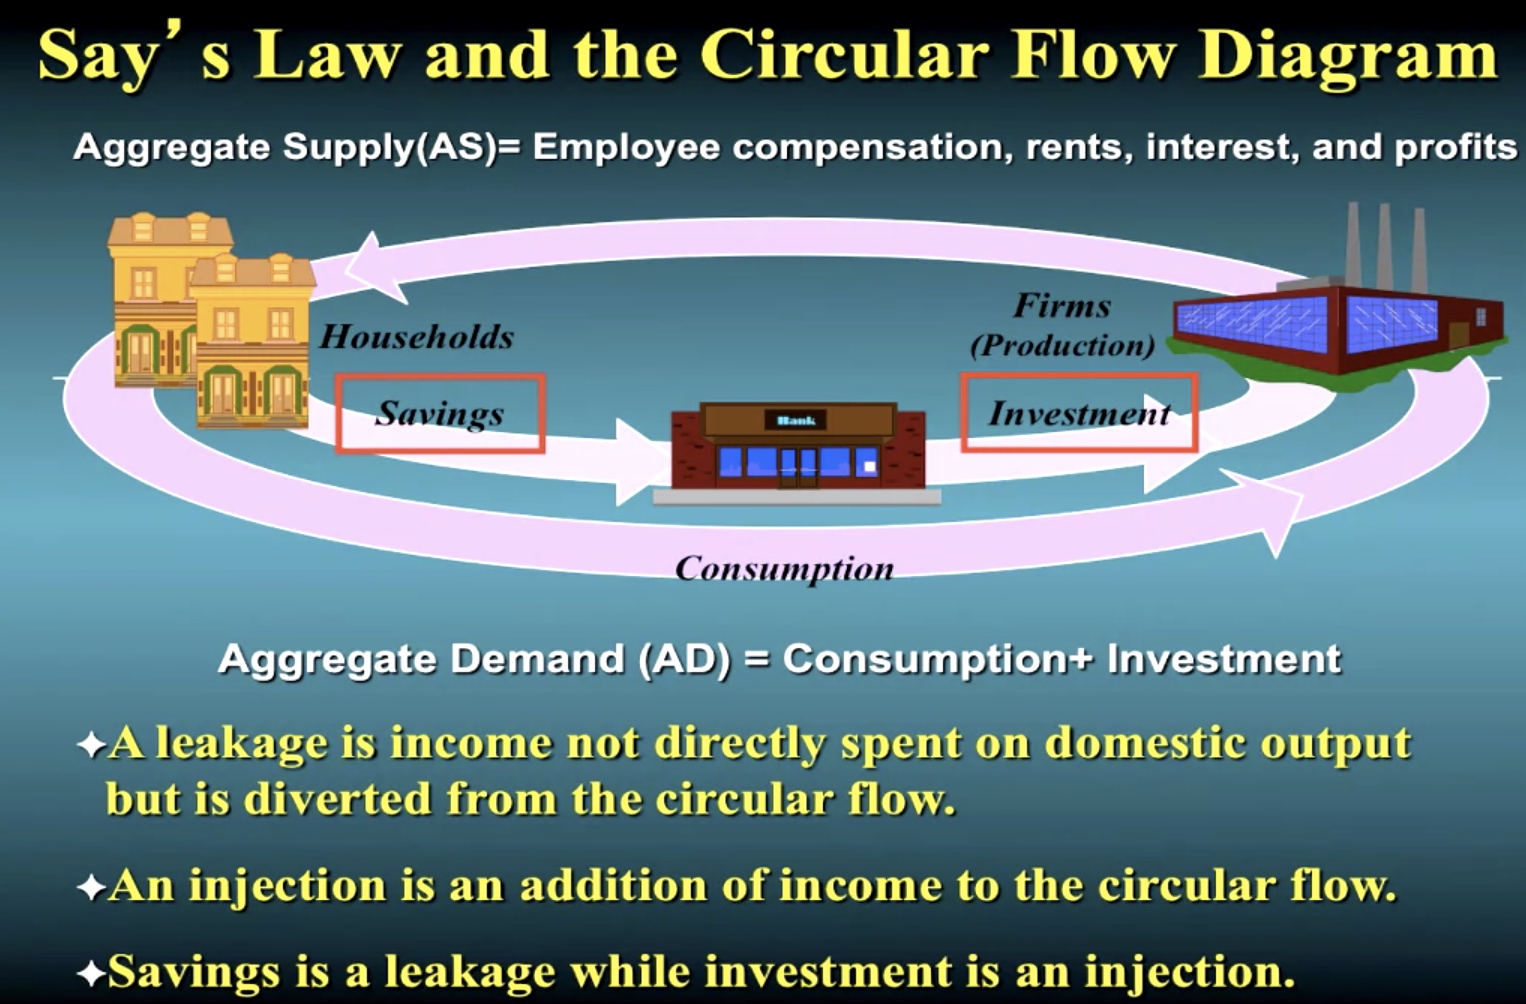 Say’s Law and the Circular Flow Diagram
Aggregate Supply(AS)= Employee compensation, rents, interest, and profits
Households
Firms
(Production)
Savings
Bank
Investment
Consumption
Aggregate Demand (AD) = Consumption+ Investment
✦A leakage is income not directly spent on domestic output
but is diverted from the circular flow.
✦An injection is an addition of income to the circular flow.
✦Savings is a leakage while investment is an injection.